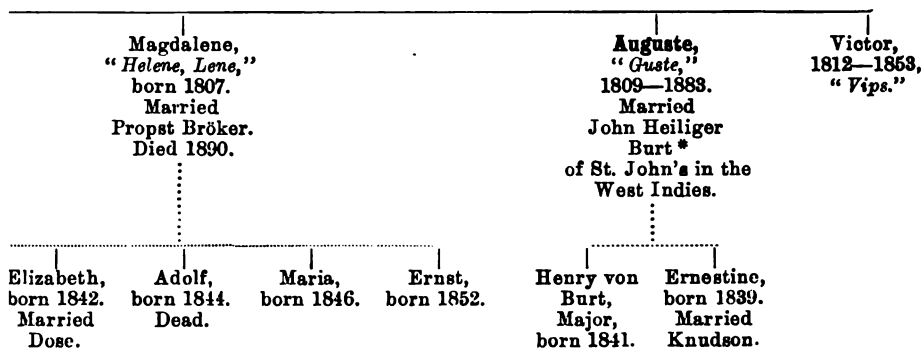 Magdalene,
"Helene, Lene,"
born 1807.
Married
Propst Bröker.
Died 1890.
Auguste,
"Guste,"
1809—1883.
Married
John Heiliger
Burt *
of St. John's in the
West Indies.
Victor,
1812—1853,
"Vips."
Elizabeth,
born 1842.
Married
Dose.
Adolf,
born 1844.
Dead.
Maria,
born 1846.
Ernst,
born 1852.
Henry von
Burt,
Major,
born 1841.
Ernestine,
born 1839.
Married
Knudson.